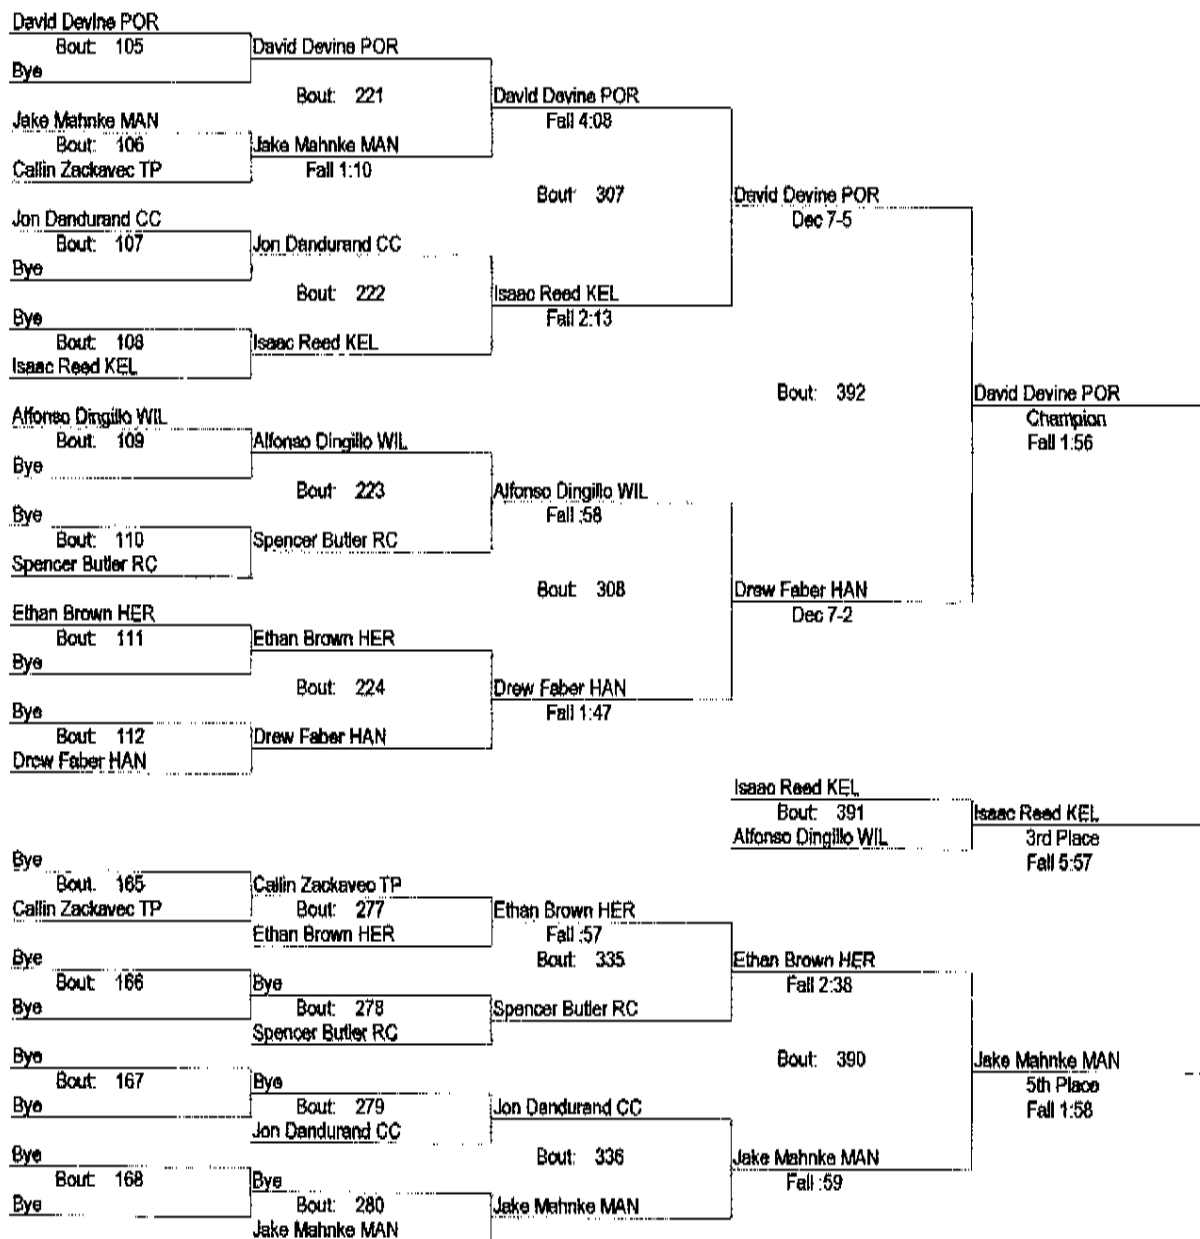 David Devine POR
Bout: 105
Bye
David Devine POR
Bout: 221
Jake Mahnke MAN
Bout: 106
Callin Zackavec TP
Jake Mahnke MAN
Fall 1:10
David Devine POR
Fall 4:08
Bout: 307
Jon Dandurand CC
Bout: 107
Bye
Jon Dandurand CC
Bout: 222
Bye
Bout: 108
Isaac Reed KEL
Isaac Reed KEL
Isaac Reed KEL
Fall 2:13
David Devine POR
Dec 7-5
Bout: 392
Alfonso Dingillo WIL
Bout: 109
Bye
Alfonso Dingillo WIL
Bout: 223
Bye
Bout: 110
Spencer Butler RC
Spencer Butler RC
Alfonso Dingillo WIL
Fall :58
Bout: 308
Ethan Brown HER
Bout: 111
Bye
Ethan Brown HER
Bout: 224
Bye
Bout: 112
Drew Faber HAN
Drew Faber HAN
Drew Faber HAN
Fall 1:47
Drew Faber HAN
Dec 7-2
David Devine POR
Champion
Fall 1:56
Isaac Reed KEL
Bout: 391
Alfonso Dingillo WIL
Isaac Reed KEL
3rd Place
Fall 5:57
Bye
Bout: 165
Callin Zackavec TP
Callin Zackavec TP
Bout: 277
Ethan Brown HER
Ethan Brown HER
Fall :57
Bout: 335
Bye
Bout: 166
Bye
Bye
Bout: 278
Spencer Butler RC
Spencer Butler RC
Ethan Brown HER
Fall 2:38
Bout: 390
Bye
Bout: 167
Bye
Bye
Bout: 279
Jon Dandurand CC
Jon Dandurand CC
Bout: 336
Bye
Bout: 168
Bye
Bye
Bout: 280
Jake Mahnke MAN
Jake Mahnke MAN
Jake Mahnke MAN
Fall :59
Jake Mahnke MAN
5th Place
Fall 1:58